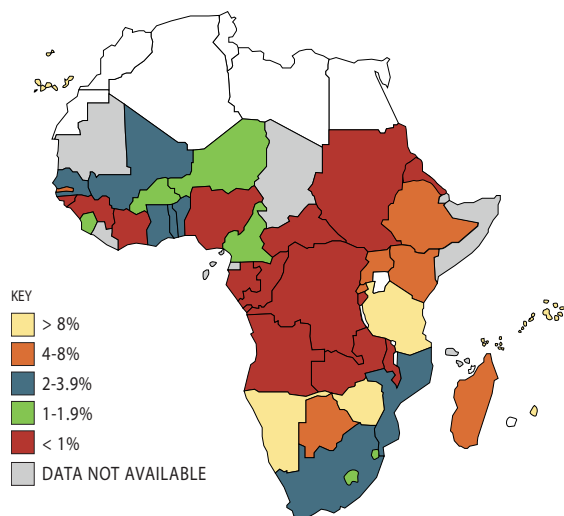 KEY
> 8%
4-8%
2-3.9%
1-1.9%
< 1%
DATA NOT AVAILABLE